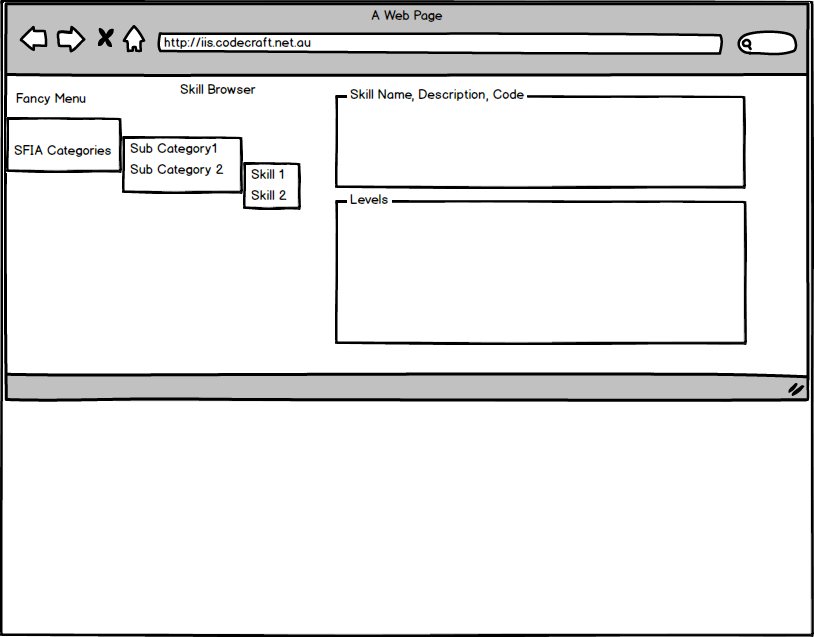 A Web Page
http://iis.codecraft.net.au
Skill Browser
Fancy Menu
SFIA Categories
Sub Category1
Sub Category 2
Skill 1
Skill 2
Skill Name, Description, Code
Levels